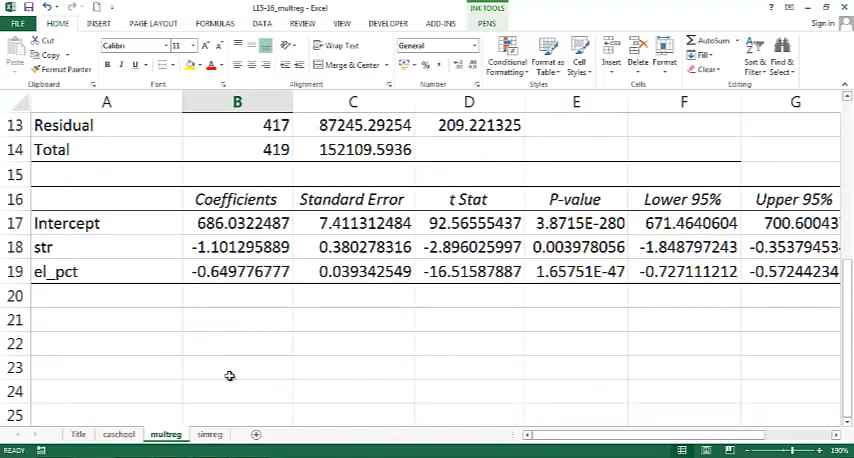 L15-16_multreg - Excel
INK TOOLS
Sign in
FILE HOME INSERT PAGE LAYOUT FORMULAS DATA REVIEW VIEW DEVELOPER ADD-INS PENS
Paste
Cut
Copy
Format Painter
Clipboard
Calibri 11
B I U
Font
Wrap Text
Merge & Center
Alignment
General
$ % ,
Number
Conditional Formatting
Format as Table
Cell Styles
Styles
Insert Delete Format
Cells
AutoSum
Fill
Clear
Sort & Filter
Find & Select
Editing
A B C D E F G
13 Residual 417 87245.29254 209.221325
14 Total 419 152109.5936
15
16 Coefficients Standard Error t Stat P-value Lower 95% Upper 95%
17 Intercept 686.0322487 7.411312484 92.56555437 3.8715E-280 671.4640604 700.600437
18 str -1.101295889 0.380278316 -2.896025997 0.003978056 -1.848797243 -0.353794534
19 el_pct -0.649776777 0.039342549 -16.51587887 1.65751E-47 -0.727111212 -0.57244234
20
21
22
23
24
25
Title caschool multreg simreg
READY
190%